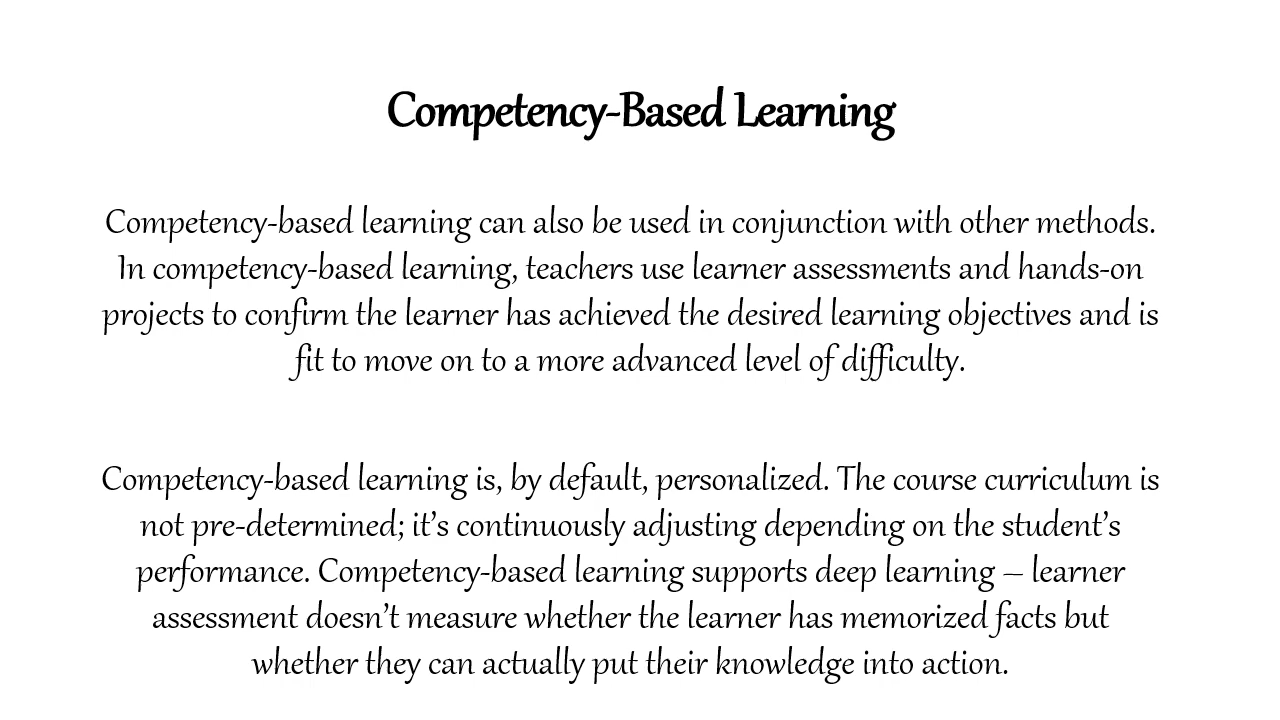 Competency-Based Learning
Competency-based learning can also be used in conjunction with other methods.
In competency-based learning, teachers use learner assessments and hands-on
projects to confirm the learner has achieved the desired learning objectives and is
fit to move on to a more advanced level of difficulty.
Competency-based learning is, by default, personalized. The course curriculum is
not pre-determined; it’s continuously adjusting depending on the student’s
performance. Competency-based learning supports deep learning – learner
assessment doesn’t measure whether the learner has memorized facts but
whether they can actually put their knowledge into action.